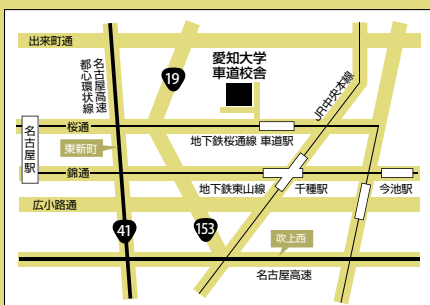 出来町通
名古屋高速
都心環状線
19
愛知大学
車道校舎
JR中央本線
桜通
地下鉄桜通線 車道駅
名古屋駅
東新町
錦通
地下鉄東山線
千種駅
今池駅
広小路通
41
153
吹上西
名古屋高速